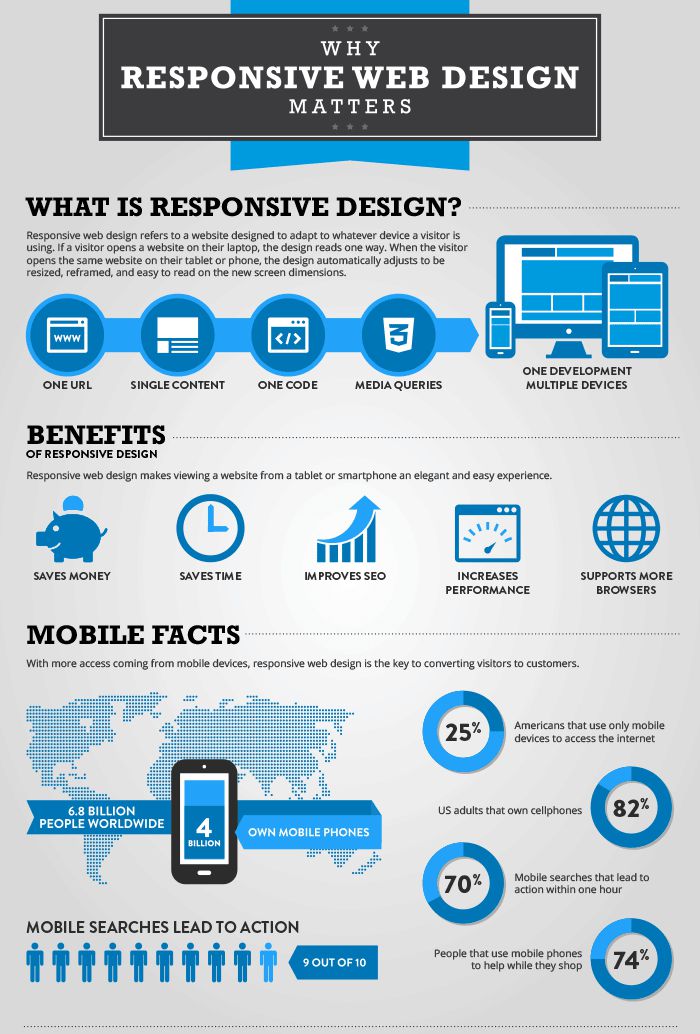 WHY
RESPONSIVE WEB DESIGN
MATTERS
WHAT IS RESPONSIVE DESIGN?
Responsive web design refers to a website designed to adapt to whatever device a visitor is
using. If a visitor opens a website on their laptop, the design reads one way. When the visitor
opens the same website on their tablet or phone, the design automatically adjusts to be
resized, reframed, and easy to read on the new screen dimensions.
WWW
</>
3
ONE URL
SINGLE CONTENT
ONE CODE
MEDIA QUERIES
ONE DEVELOPMENT
MULTIPLE DEVICES
BENEFITS
OF RESPONSIVE DESIGN
Responsive web design makes viewing a website from a tablet or smartphone an elegant and easy experience.
SAVES MONEY
SAVES TIME
IMPROVES SEO
INCREASES
PERFORMANCE
SUPPORTS MORE
BROWSERS
MOBILE FACTS
With more access coming from mobile devices, responsive web design is the key to converting visitors to customers.
6.8 BILLION
PEOPLE WORLDWIDE
4
BILLION
OWN MOBILE PHONES
25%
Americans that use only mobile
devices to access the internet
US adults that own cellphones
82%
70%
Mobile searches that lead to
action within one hour
People that use mobile phones
to help while they shop
74%
MOBILE SEARCHES LEAD TO ACTION
9 OUT OF 10